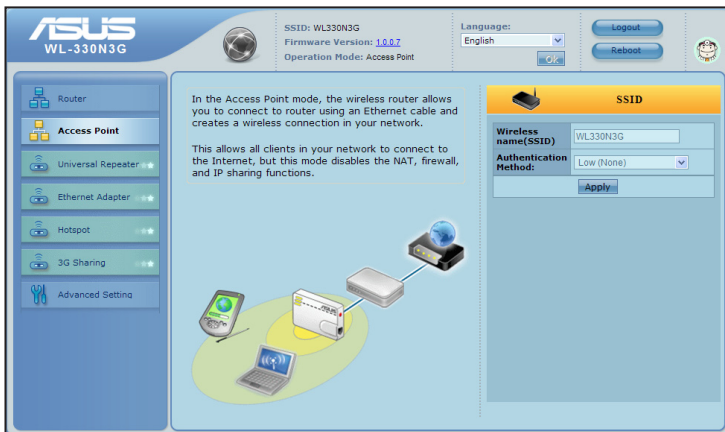 ASUS
WL-330N3G
SSID: WL330N3G
Firmware Version: 1.0.0.7
Operation Mode: Access Point
Language:
English
Ok
Logout
Reboot
Router
Access Point
Universal Repeater
Ethernet Adapter
Hotspot
3G Sharing
Advanced Setting
In the Access Point mode, the wireless router allows
you to connect to router using an Ethernet cable and
creates a wireless connection in your network.
This allows all clients in your network to connect to
the Internet, but this mode disables the NAT, firewall,
and IP sharing functions.
ASUS
SSID
Wireless
name(SSID)
WL330N3G
Authentication
Method:
Low (None)
Apply